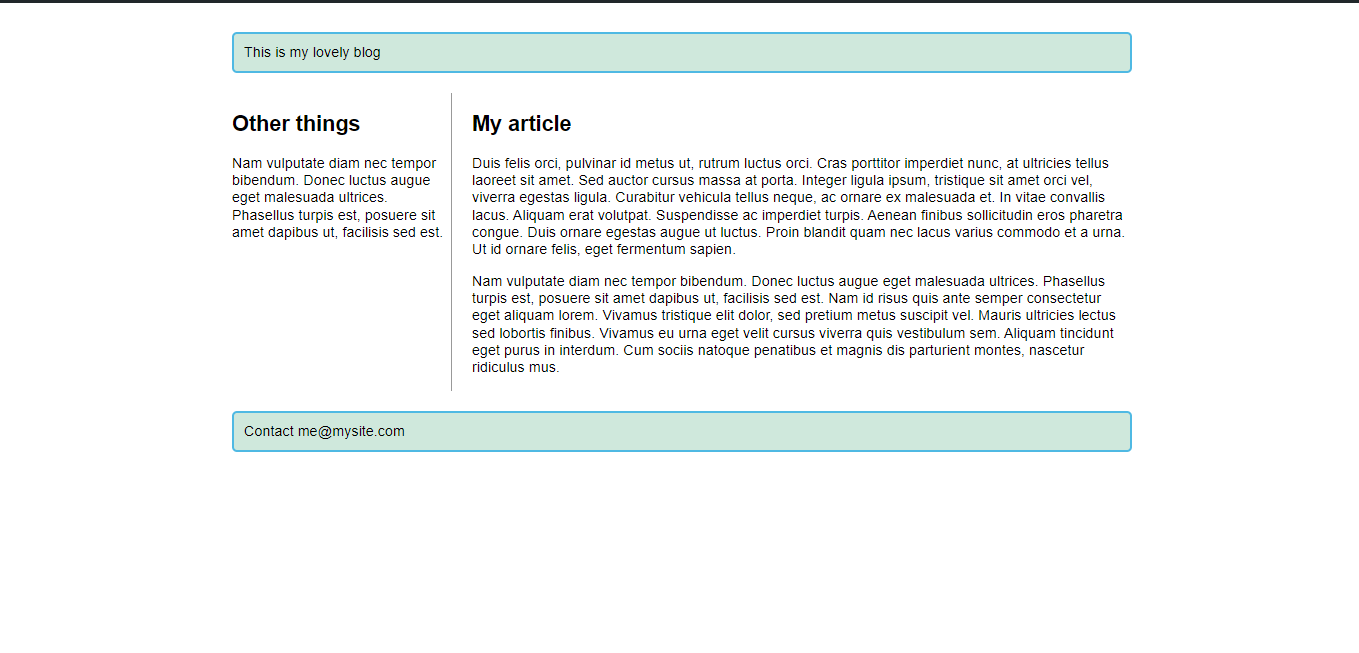 This is my lovely blog
Other things
Nam vulputate diam nec tempor
bibendum. Donec luctus augue
eget malesuada ultrices.
Phasellus turpis est, posuere sit
amet dapibus ut, facilisis sed est.
My article
Duis felis orci, pulvinar id metus ut, rutrum luctus orci. Cras porttitor imperdiet nunc, at ultricies tellus
laoreet sit amet. Sed auctor cursus massa at porta. Integer ligula ipsum, tristique sit amet orci vel,
viverra egestas ligula. Curabitur vehicula tellus neque, ac ornare ex malesuada et. In vitae convallis
lacus. Aliquam erat volutpat. Suspendisse ac imperdiet turpis. Aenean finibus sollicitudin eros pharetra
congue. Duis ornare egestas augue ut luctus. Proin blandit quam nec lacus varius commodo et a urna.
Ut id ornare felis, eget fermentum sapien.
Nam vulputate diam nec tempor bibendum. Donec luctus augue eget malesuada ultrices. Phasellus
turpis est, posuere sit amet dapibus ut, facilisis sed est. Nam id risus quis ante semper consectetur
eget aliquam lorem. Vivamus tristique elit dolor, sed pretium metus suscipit vel. Mauris ultricies lectus
sed lobortis finibus. Vivamus eu urna eget velit cursus viverra quis vestibulum sem. Aliquam tincidunt
eget purus in interdum. Cum sociis natoque penatibus et magnis dis parturient montes, nascetur
ridiculus mus.
Contact me@mysite.com